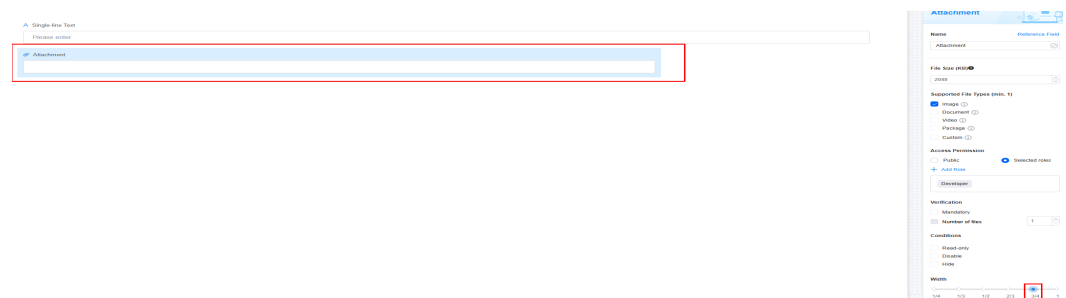 Single-line Text
Please enter
Attachment
Attachment
Name Reference Field
Attachment
File Size (KB)
2048
Supported File Types (min. 1)
Image
Document
Video
Package
Custom
Access Permission
Public Selected roles
+ Add Role
Developer
Verification
Mandatory
Number of files 1
Conditions
Read-only
Disable
Hide
Width
1/4 1/3 1/2 2/3 3/4 1